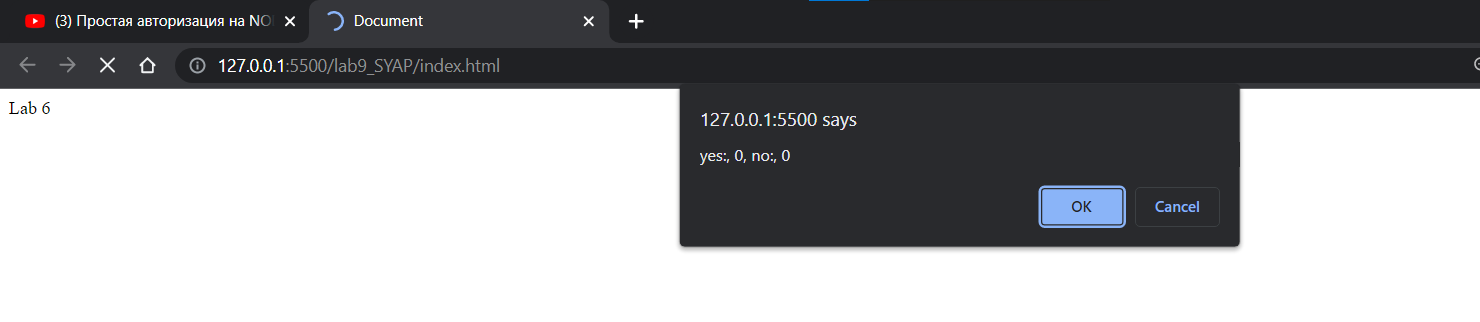 (3) Простая авторизация на NO
Document
127.0.0.1:5500/lab9_SYAP/index.html
Lab 6
127.0.0.1:5500 says
yes:, 0, no:, 0
OK
Cancel